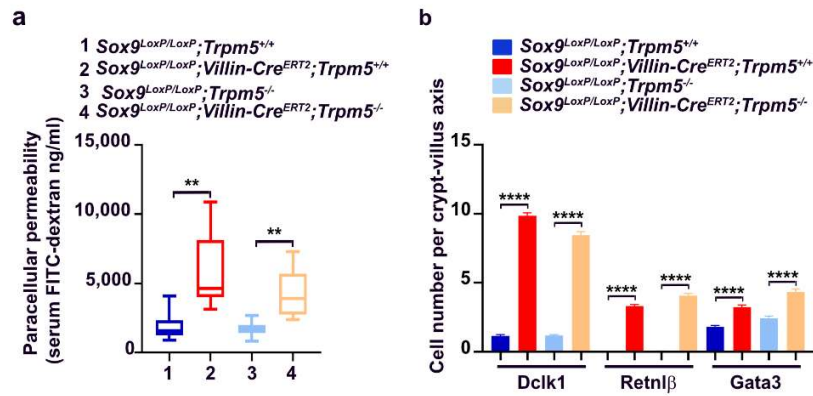 a
1 Sox9LoxP/LoxP;Trpm5+/+
2 Sox9LoxP/LoxP;Villin-CreERT2;Trpm5+/+
3 Sox9LoxP/LoxP;Trpm5-/-
4 Sox9LoxP/LoxP;Villin-CreERT2;Trpm5-/-
Paracellular permeability
(serum FITC-dextran ng/ml)
15,000
10,000
5,000
0
**
**
1 2 3 4
b
Sox9LoxP/LoxP;Trpm5+/+
Sox9LoxP/LoxP;Villin-CreERT2;Trpm5+/+
Sox9LoxP/LoxP;Trpm5-/-
Sox9LoxP/LoxP;Villin-CreERT2;Trpm5-/-
Cell number per crypt-villus axis
15
10
5
0
**** ****
**** ****
**** ****
Dclk1 Retnlβ Gata3